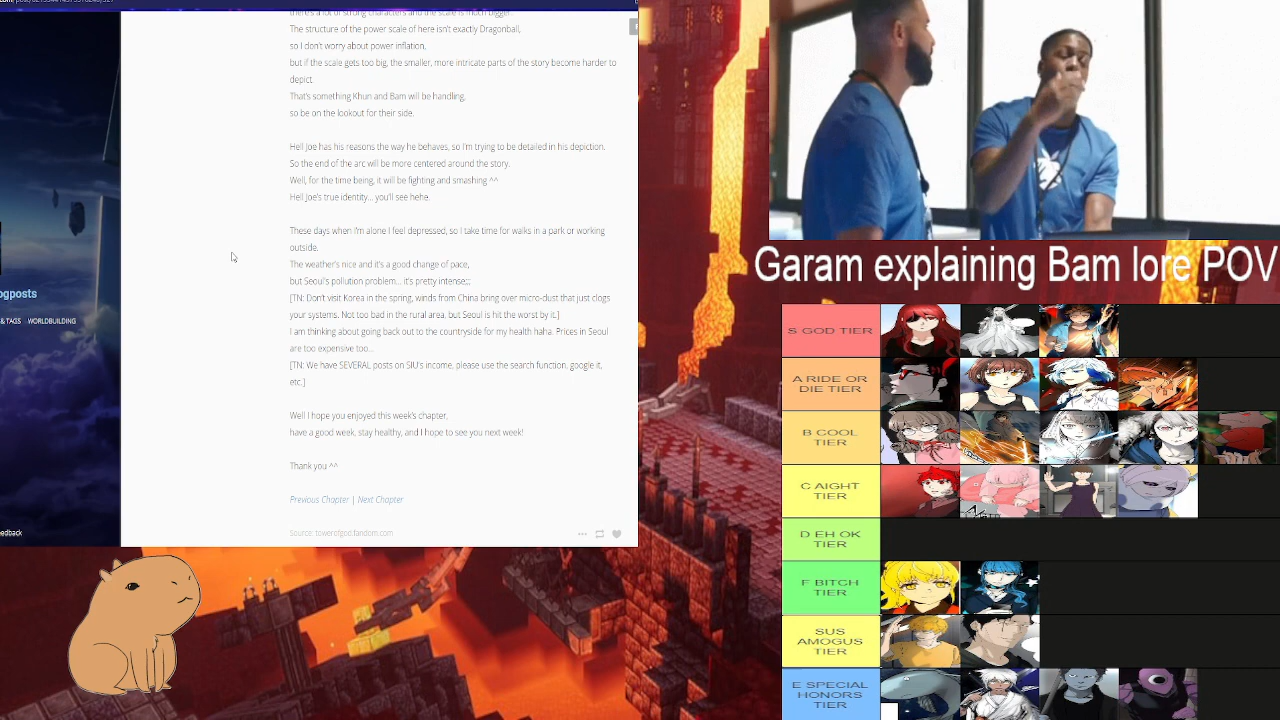 there's a lot of strong characters and the scale is much bigger..
The structure of the power scale of here isn't exactly Dragonball,
so I don't worry about power inflation,
but if the scale gets too big, the smaller, more intricate parts of the story become harder to
depict.
That's something Khun and Bam will be handling,
so be on the lookout for their side.
Hell Joe has his reasons the way he behaves, so I'm trying to be detailed in his depiction.
So the end of the arc will be more centered around the story.
Well, for the time being, it will be fighting and smashing ^^
Hell Joe's true identity... you'll see hehe.
These days when I'm alone I feel depressed, so I take time for walks in a park or working
outside.
The weather's nice and it's a good change of pace,
but Seoul's pollution problem... it's pretty intense;;;
[TN: Don't visit Korea in the spring, winds from China bring over micro-dust that just clogs
your systems. Not too bad in the rural area, but Seoul is hit the worst by it.]
I am thinking about going back out to the countryside for my health haha. Prices in Seoul
are too expensive too...
[TN: We have SEVERAL posts on SIU's income, please use the search function, google it,
etc.]
Well I hope you enjoyed this week's chapter,
have a good week, stay healthy, and I hope to see you next week!
Thank you ^^
Previous Chapter | Next Chapter
Source: towerofgod.fandom.com
ogposts
& TAGS WORLDBUILDING
eedback
Garam explaining Bam lore POV
S GOD TIER
A RIDE OR
DIE TIER
B COOL
TIER
C AIGHT
TIER
D EH OK
TIER
F BITCH
TIER
SUS
AMOGUS
TIER
E SPECIAL
HONORS
TIER